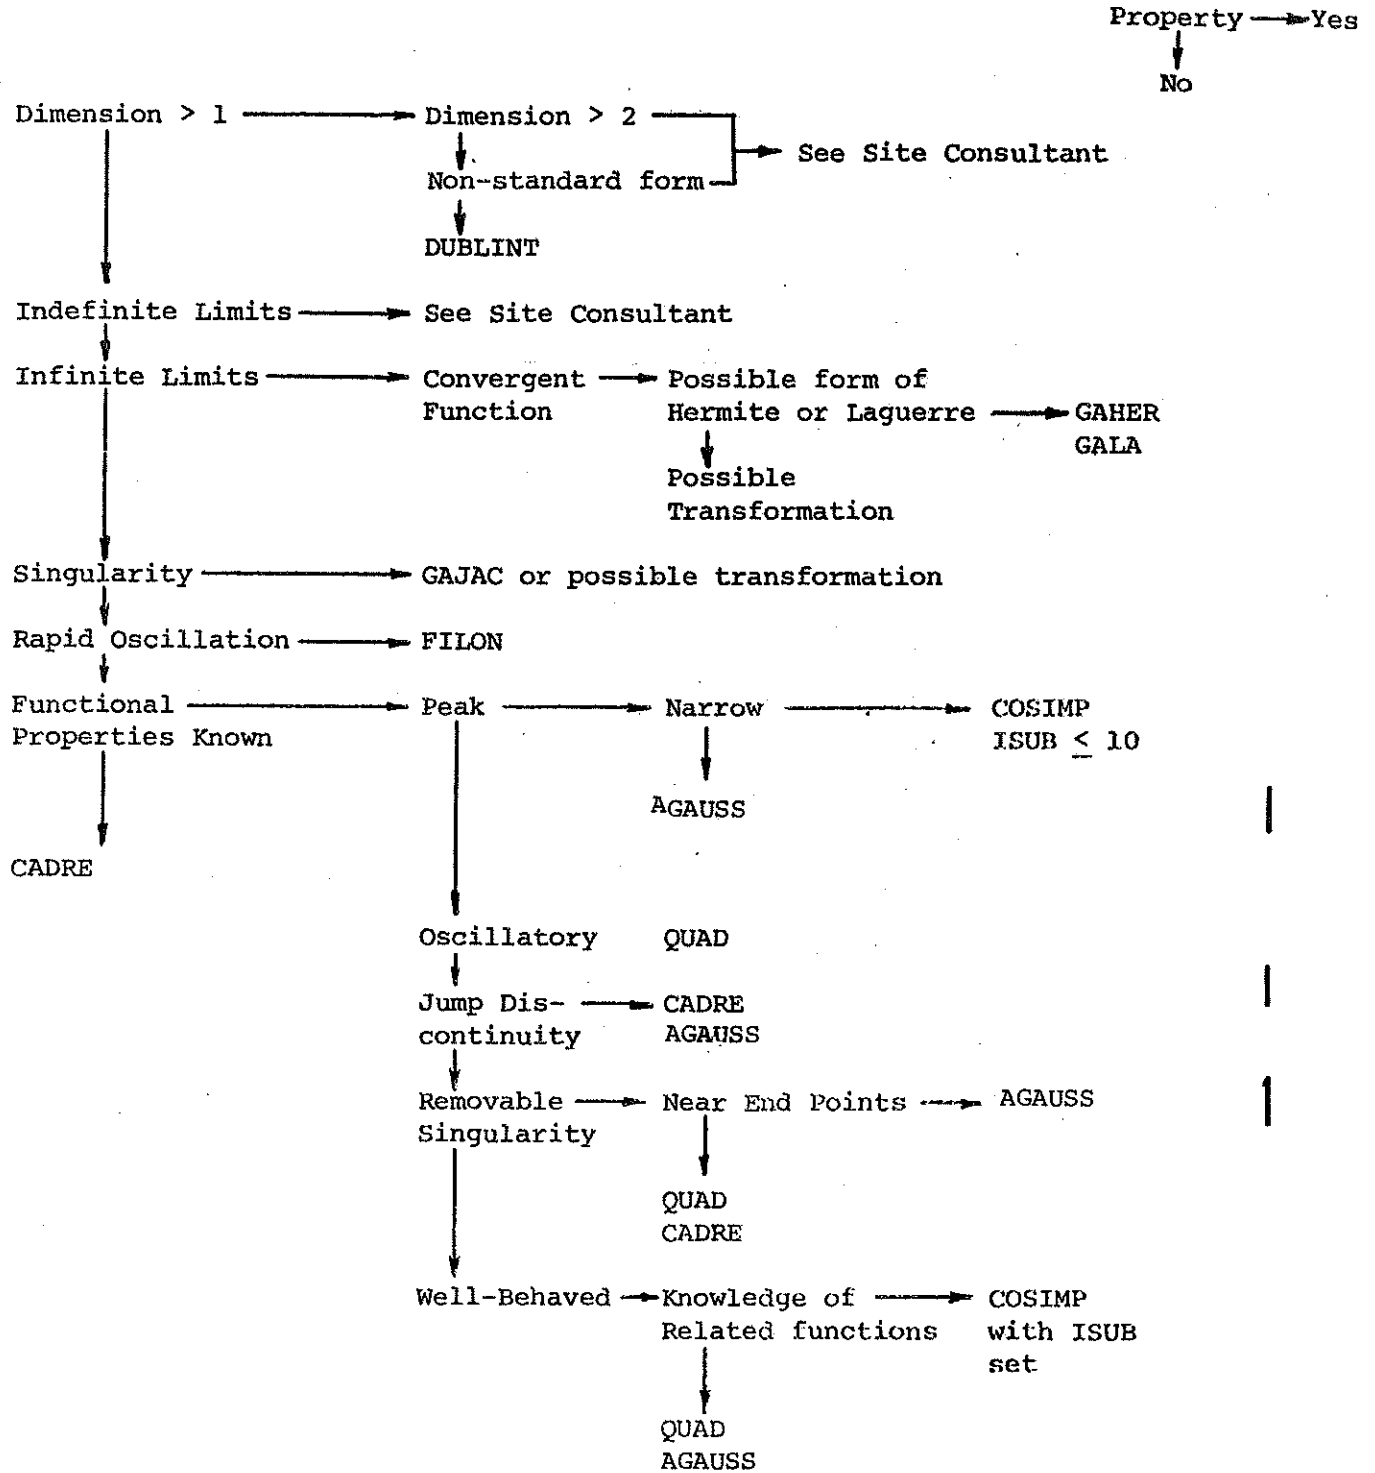 Property Yes
No
Dimension > 1 Dimension > 2
See Site Consultant
Non-standard form
DUBLINT
Indefinite Limits See Site Consultant
Infinite Limits Convergent Possible form of
Function Hermite or Laguerre GAHER
GALA
Possible
Transformation
Singularity GAJAC or possible transformation
Rapid Oscillation FILON
Functional Peak Narrow COSIMP
Properties Known ISUB ≤ 10
AGAUSS
CADRE
Oscillatory QUAD
Jump Dis- CADRE
continuity AGAUSS
Removable Near End Points AGAUSS
Singularity
QUAD
CADRE
Well-Behaved Knowledge of COSIMP
Related functions with ISUB
set
QUAD
AGAUSS